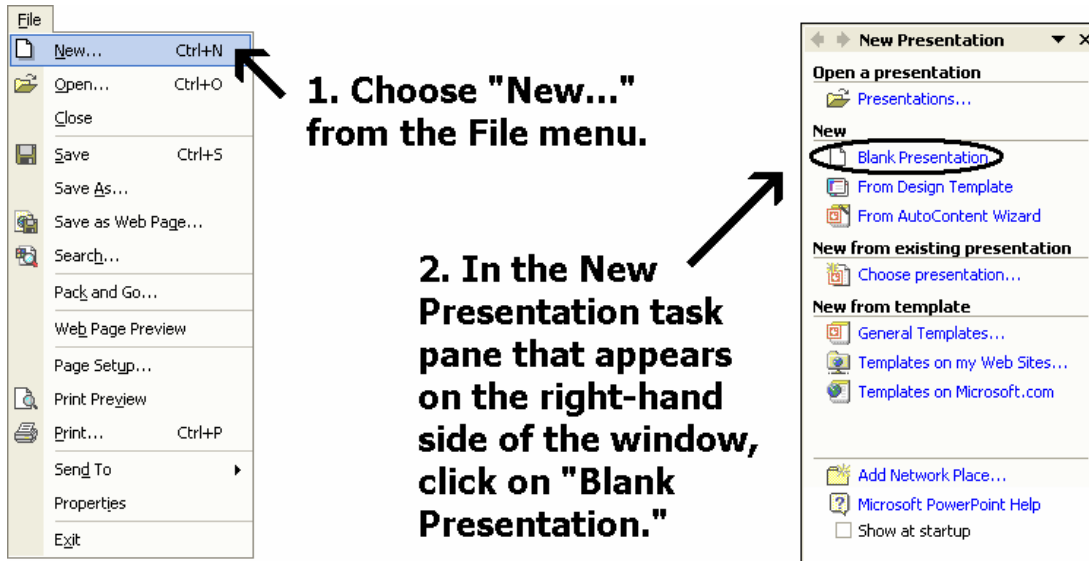 File
New... Ctrl+N
Open... Ctrl+O
Close
Save Ctrl+S
Save As...
Save as Web Page...
Search...
Pack and Go...
Web Page Preview
Page Setup...
Print Preview
Print... Ctrl+P
Send To
Properties
Exit
1. Choose "New..."
from the File menu.
2. In the New
Presentation task
pane that appears
on the right-hand
side of the window,
click on "Blank
Presentation."
New Presentation
Open a presentation
Presentations...
New
Blank Presentation
From Design Template
From AutoContent Wizard
New from existing presentation
Choose presentation...
New from template
General Templates...
Templates on my Web Sites...
Templates on Microsoft.com
Add Network Place...
Microsoft PowerPoint Help
Show at startup